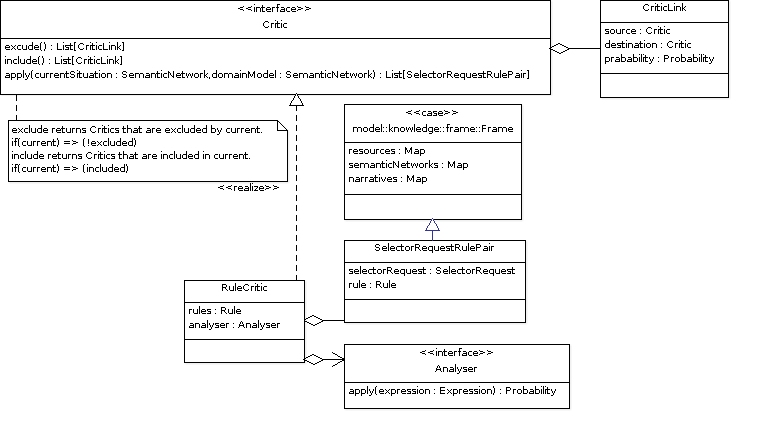 <<interface>>
Critic
excude() : List[CriticLink]
include() : List[CriticLink]
apply(currentSituation : SemanticNetwork,domainModel : SemanticNetwork) : List[SelectorRequestRulePair]
CriticLink
source : Critic
destination : Critic
prabability : Probability
exclude returns Critics that are excluded by current.
if(current) => (!excluded)
include returns Critics that are included in current.
if(current) => (included)
<<realize>>
<<case>>
model::knowledge::frame::Frame
resources : Map
semanticNetworks : Map
narratives : Map
SelectorRequestRulePair
selectorRequest : SelectorRequest
rule : Rule
RuleCritic
rules : Rule
analyser : Analyser
<<interface>>
Analyser
apply(expression : Expression) : Probability